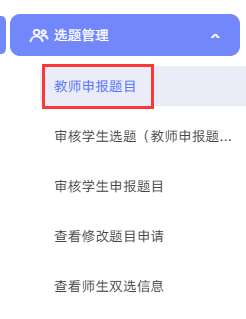 选题管理
教师申报题目
审核学生选题（教师申报题...
审核学生申报题目
查看修改题目申请
查看师生双选信息